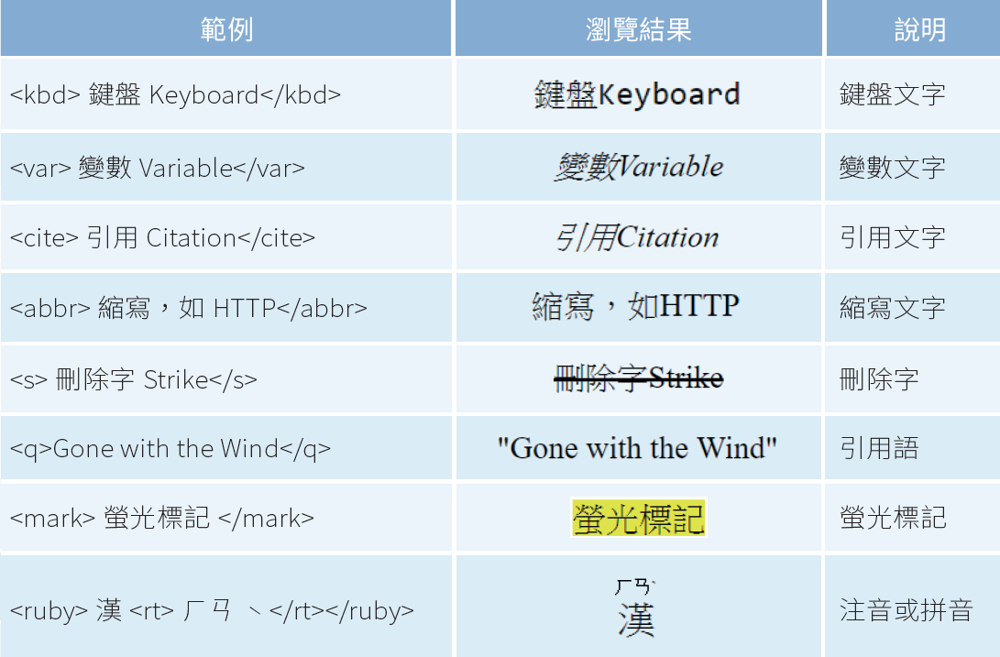 範例 瀏覽結果 說明
<kbd> 鍵盤 Keyboard</kbd> 鍵盤Keyboard 鍵盤文字
<var> 變數 Variable</var> 變數Variable 變數文字
<cite> 引用 Citation</cite> 引用Citation 引用文字
<abbr> 縮寫，如 HTTP</abbr> 縮寫，如HTTP 縮寫文字
<s> 刪除字 Strike</s> 刪除字Strike 刪除字
<q>Gone with the Wind</q> "Gone with the Wind" 引用語
<mark> 螢光標記 </mark> 螢光標記 螢光標記
ㄏㄢˋ
<ruby> 漢 <rt> ㄏㄢ ˋ</rt></ruby> 漢 注音或拼音